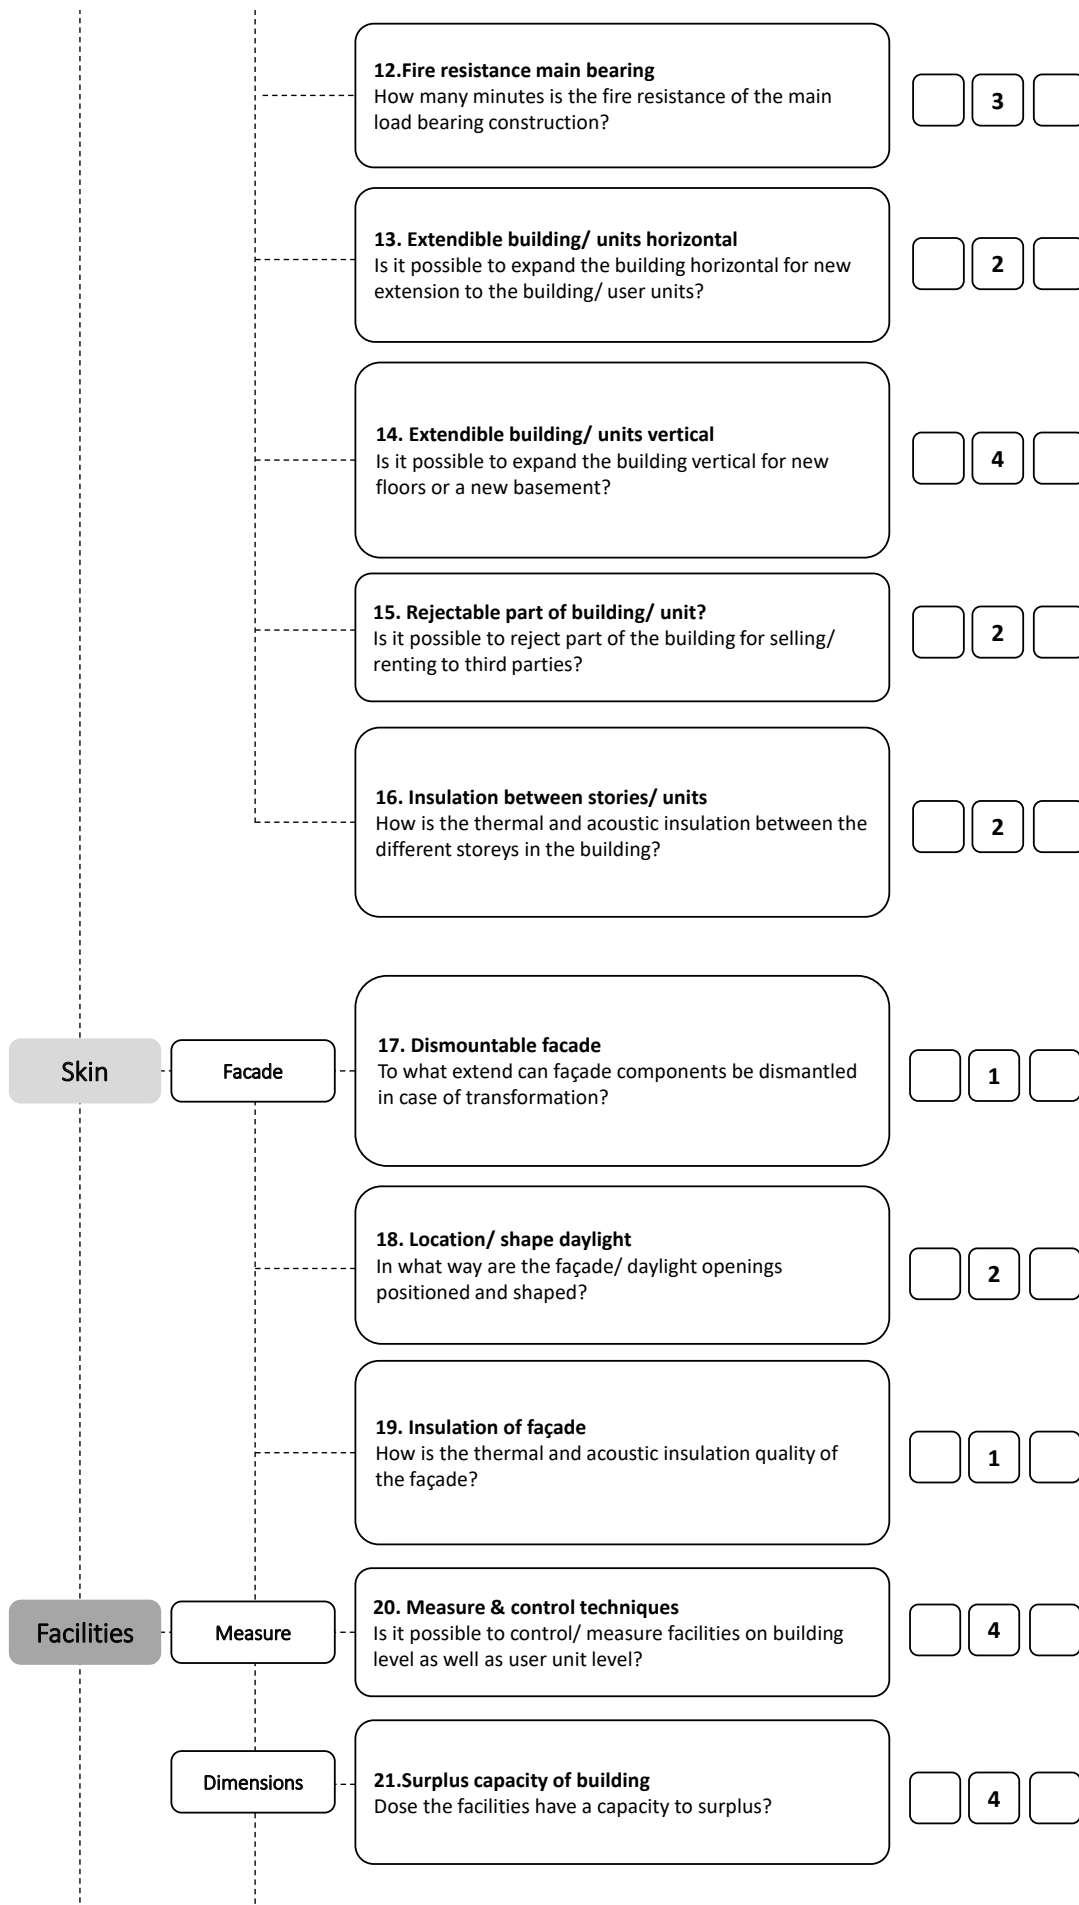 12.Fire resistance main bearing
How many minutes is the fire resistance of the main
load bearing construction?
3
13. Extendible building/ units horizontal
Is it possible to expand the building horizontal for new
extension to the building/ user units?
2
14. Extendible building/ units vertical
Is it possible to expand the building vertical for new
floors or a new basement?
4
15. Rejectable part of building/ unit?
Is it possible to reject part of the building for selling/
renting to third parties?
2
16. Insulation between stories/ units
How is the thermal and acoustic insulation between the
different storeys in the building?
2
Skin
Facade
17. Dismountable facade
To what extend can façade components be dismantled
in case of transformation?
1
18. Location/ shape daylight
In what way are the façade/ daylight openings
positioned and shaped?
2
19. Insulation of façade
How is the thermal and acoustic insulation quality of
the façade?
1
Facilities
Measure
20. Measure & control techniques
Is it possible to control/ measure facilities on building
level as well as user unit level?
4
Dimensions
21.Surplus capacity of building
Dose the facilities have a capacity to surplus?
4